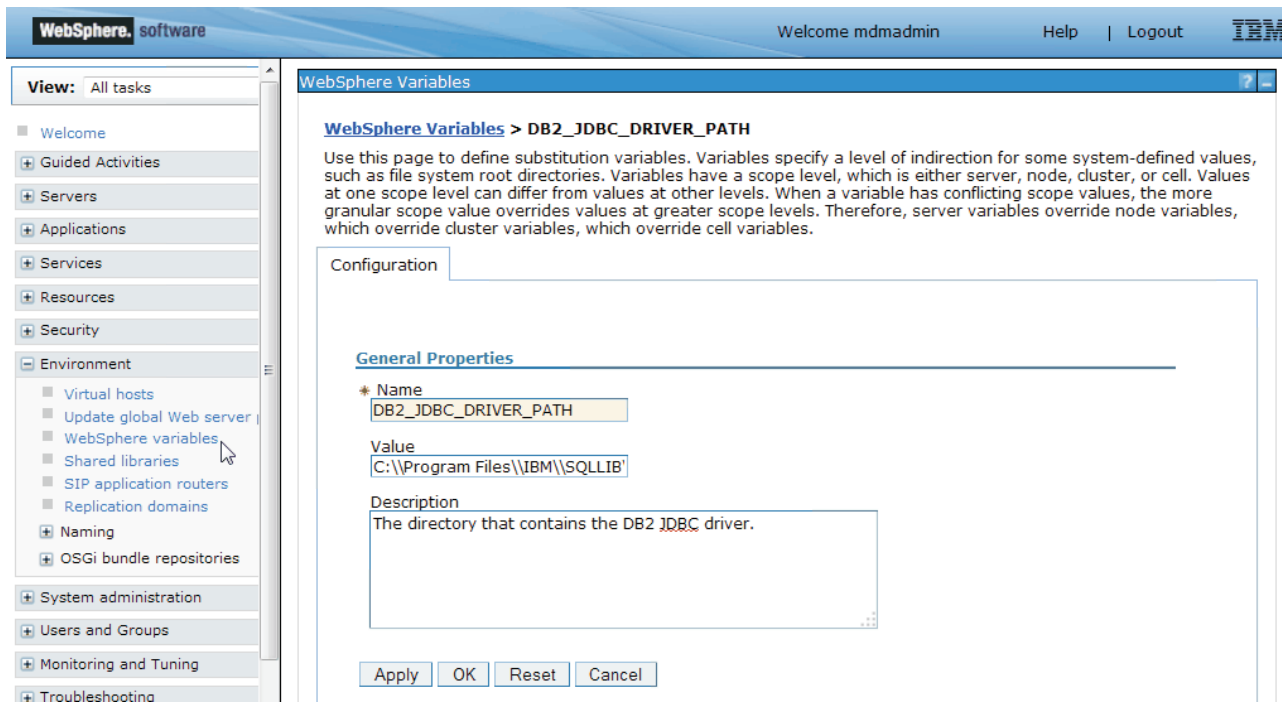 WebSphere. software
Welcome mdmadmin
Help | Logout
IBM
View: All tasks
Welcome
Guided Activities
Servers
Applications
Services
Resources
Security
Environment
Virtual hosts
Update global Web server
WebSphere variables
Shared libraries
SIP application routers
Replication domains
Naming
OSGi bundle repositories
System administration
Users and Groups
Monitoring and Tuning
Troubleshooting
WebSphere Variables
? -
WebSphere Variables > DB2_JDBC_DRIVER_PATH
Use this page to define substitution variables. Variables specify a level of indirection for some system-defined values,
such as file system root directories. Variables have a scope level, which is either server, node, cluster, or cell. Values
at one scope level can differ from values at other levels. When a variable has conflicting scope values, the more
granular scope value overrides values at greater scope levels. Therefore, server variables override node variables,
which override cluster variables, which override cell variables.
Configuration
General Properties
* Name
DB2_JDBC_DRIVER_PATH
Value
C:\\Program Files\\IBM\\SQLLIB
Description
The directory that contains the DB2 JDBC driver.
Apply OK Reset Cancel